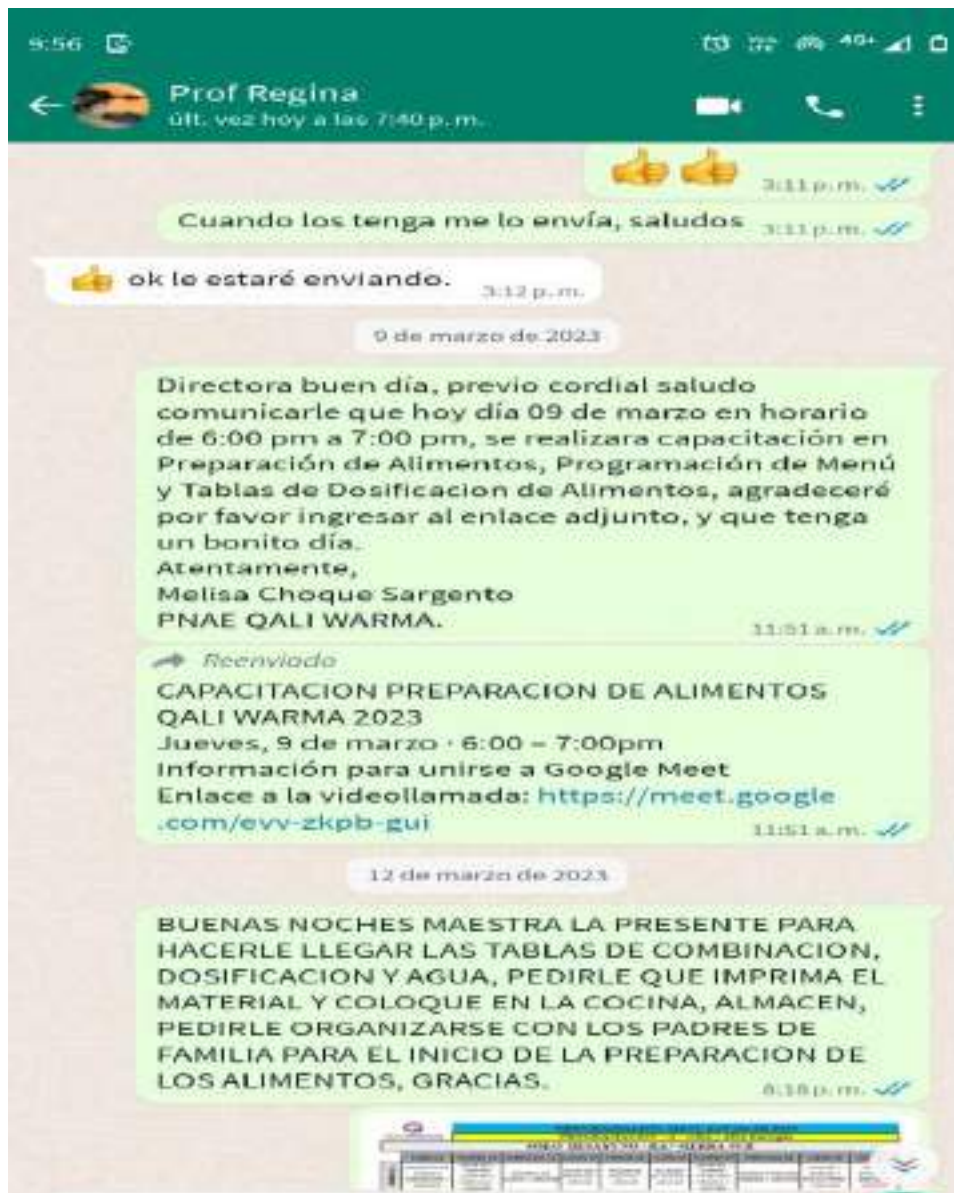 9:56
4G+
Prof Regina
últ. vez hoy a las 7:40 p. m.
3:11 p. m.
Cuando los tenga me lo envía, saludos 3:11 p. m.
ok le estaré enviando. 3:12 p. m.
9 de marzo de 2023
Directora buen día, previo cordial saludo
comunicarle que hoy día 09 de marzo en horario
de 6:00 pm a 7:00 pm, se realizara capacitación en
Preparación de Alimentos, Programación de Menú
y Tablas de Dosificacion de Alimentos, agradeceré
por favor ingresar al enlace adjunto, y que tenga
un bonito día.
Atentamente,
Melisa Choque Sargento
PNAE QALI WARMA.
11:51 a. m.
Reenviado
CAPACITACION PREPARACION DE ALIMENTOS
QALI WARMA 2023
Jueves, 9 de marzo · 6:00 – 7:00pm
Información para unirse a Google Meet
Enlace a la videollamada: https://meet.google
.com/evv-zkpb-gui
11:51 a. m.
12 de marzo de 2023
BUENAS NOCHES MAESTRA LA PRESENTE PARA
HACERLE LLEGAR LAS TABLAS DE COMBINACION,
DOSIFICACION Y AGUA, PEDIRLE QUE IMPRIMA EL
MATERIAL Y COLOQUE EN LA COCINA, ALMACEN,
PEDIRLE ORGANIZARSE CON LOS PADRES DE
FAMILIA PARA EL INICIO DE LA PREPARACION DE
LOS ALIMENTOS, GRACIAS.
8:18 p. m.